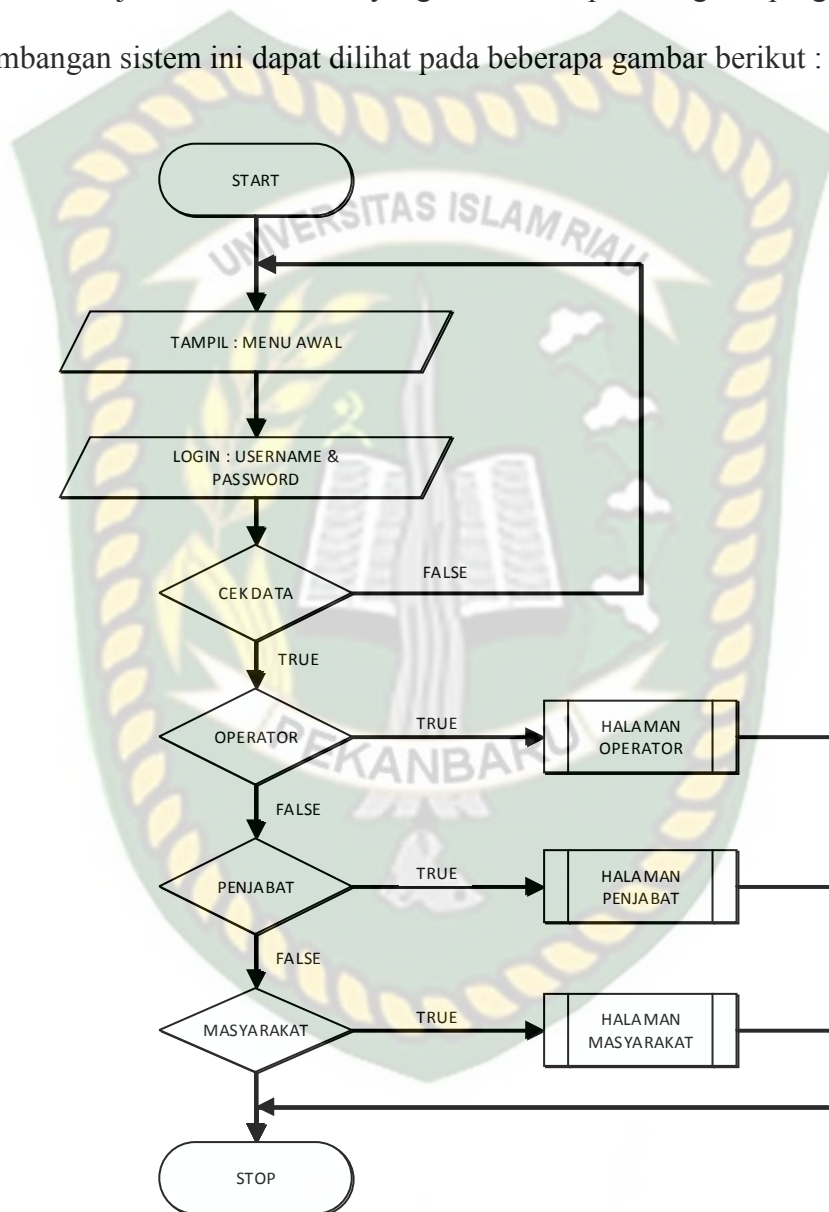 mbangan sistem ini dapat dilihat pada beberapa gambar berikut :
START
UNIVERSITAS ISLAM RIAU
TAMPIL : MENU AWAL
LOGIN : USERNAME &
PASSWORD
CEK DATA
FALSE
TRUE
OPERATOR
TRUE
HALAMAN
OPERATOR
PEKANBARU
FALSE
PENJABAT
TRUE
HALAMAN
PENJABAT
FALSE
MASYARAKAT
TRUE
HALAMAN
MASYARAKAT
STOP